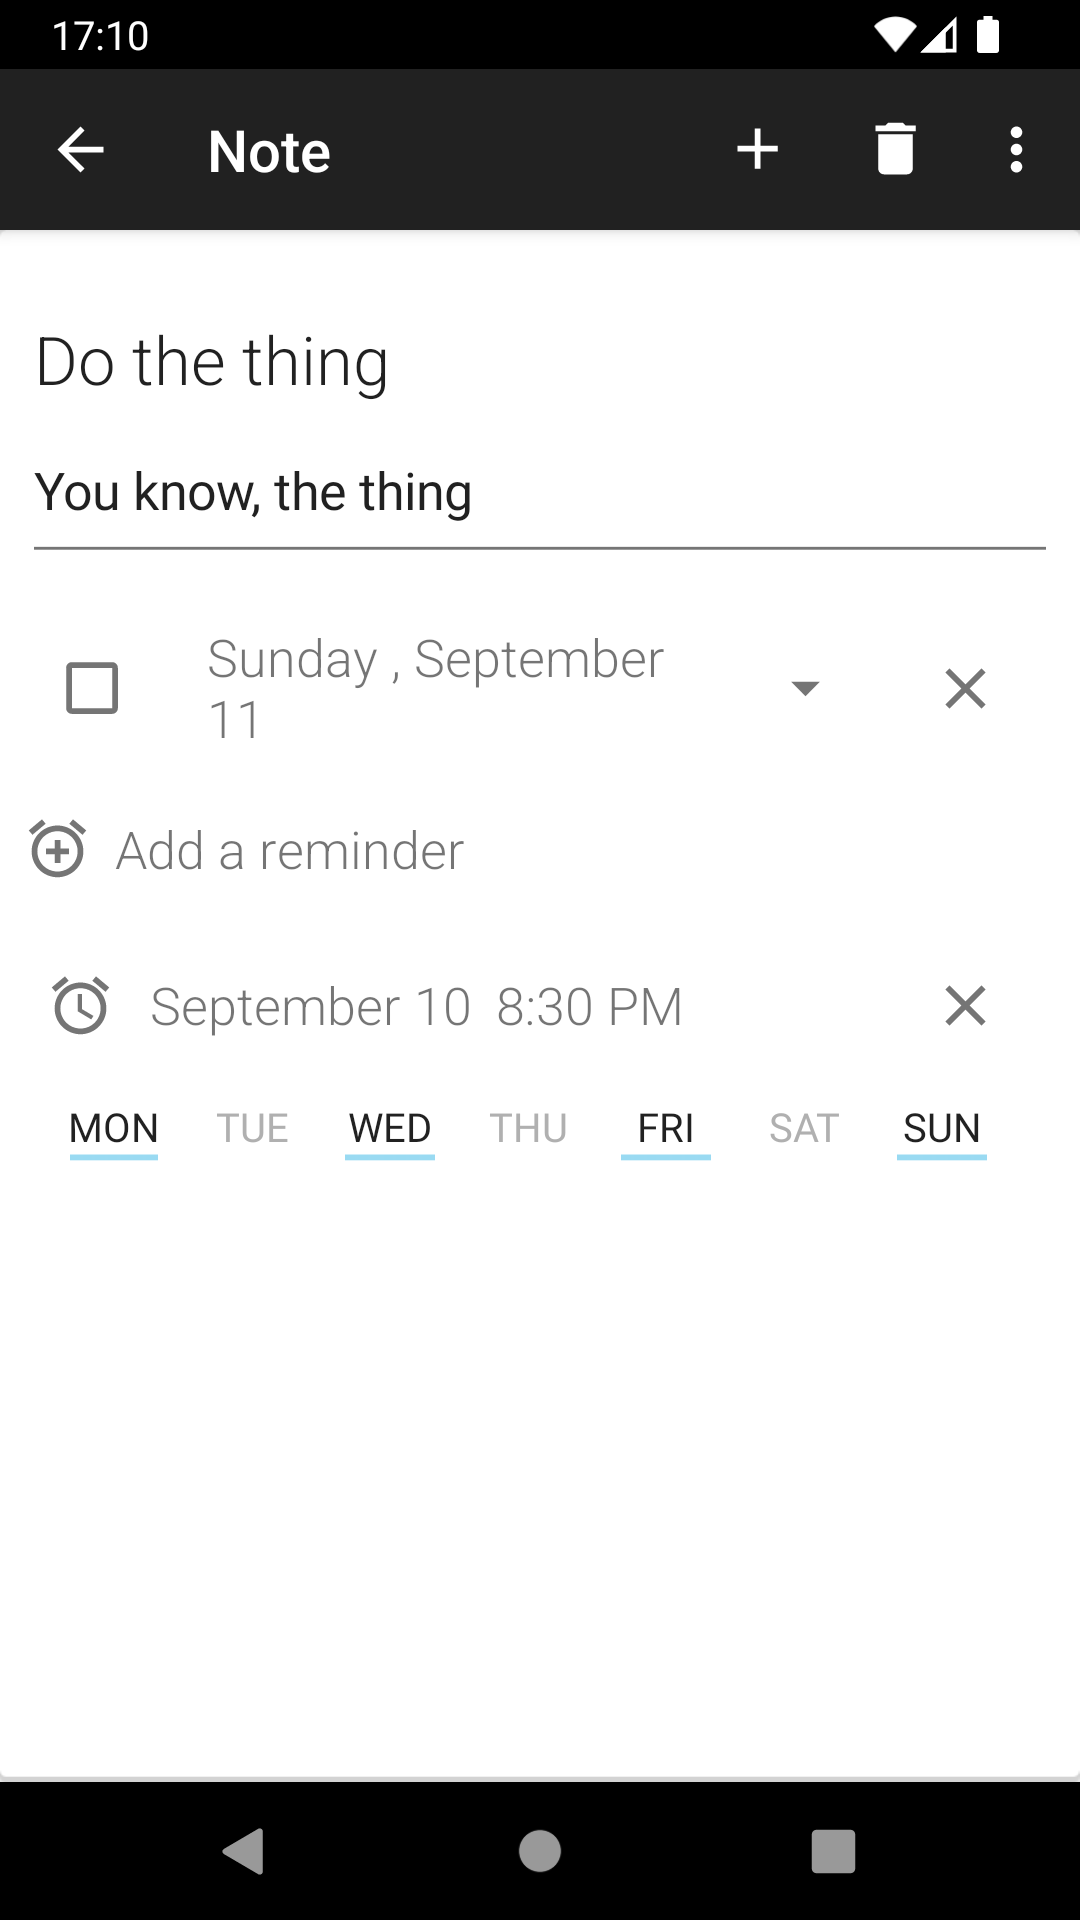 17:10
Note
Do the thing
You know, the thing
Sunday , September
11
Add a reminder
September 10 8:30 PM
MON TUE WED THU FRI SAT SUN